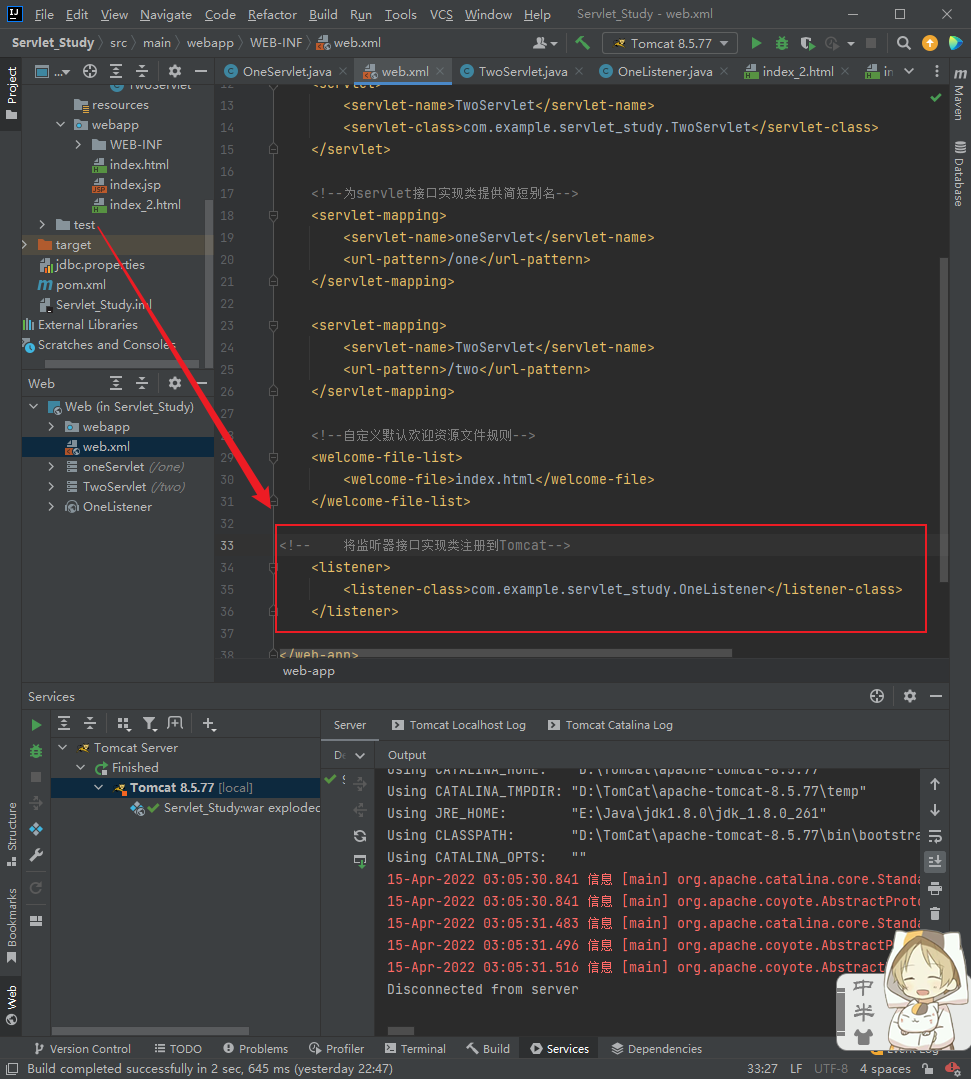 File Edit View Navigate Code Refactor Build Run Tools VCS Window Help Servlet_Study - web.xml
Servlet_Study src main webapp WEB-INF web.xml Tomcat 8.5.77
Project
OneServlet.java web.xml TwoServlet.java OneListener.java index_2.html in
TwoServlet
resources
webapp
WEB-INF
index.html
index.jsp
index_2.html
test
target
jdbc.properties
pom.xml
Servlet_Study.iml
External Libraries
Scratches and Consoles
Web
Web (in Servlet_Study)
webapp
web.xml
oneServlet (/one)
TwoServlet (/two)
OneListener
12 <servlet>
13 <servlet-name>TwoServlet</servlet-name>
14 <servlet-class>com.example.servlet_study.TwoServlet</servlet-class>
15 </servlet>
16
17 <!--为servlet接口实现类提供简短别名-->
18 <servlet-mapping>
19 <servlet-name>oneServlet</servlet-name>
20 <url-pattern>/one</url-pattern>
21 </servlet-mapping>
22
23 <servlet-mapping>
24 <servlet-name>TwoServlet</servlet-name>
25 <url-pattern>/two</url-pattern>
26 </servlet-mapping>
27
28 <!--自定义默认欢迎资源文件规则-->
29 <welcome-file-list>
30 <welcome-file>index.html</welcome-file>
31 </welcome-file-list>
32
33 <!-- 将监听器接口实现类注册到Tomcat-->
34 <listener>
35 <listener-class>com.example.servlet_study.OneListener</listener-class>
36 </listener>
37
38 </web-app>
web-app
Maven
Database
Services
Tomcat Server
Finished
Tomcat 8.5.77 [local]
Servlet_Study:war exploded
Server Tomcat Localhost Log Tomcat Catalina Log
De Output
S
Using CATALINA_HOME: "D:\TomCat\apache-tomcat-8.5.77"
Using CATALINA_TMPDIR: "D:\TomCat\apache-tomcat-8.5.77\temp"
Using JRE_HOME: "E:\Java\jdk1.8.0\jdk_1.8.0_261"
Using CLASSPATH: "D:\TomCat\apache-tomcat-8.5.77\bin\bootstra
Using CATALINA_OPTS: ""
15-Apr-2022 03:05:30.841 信息 [main] org.apache.catalina.core.Standa
15-Apr-2022 03:05:30.841 信息 [main] org.apache.coyote.AbstractProto
15-Apr-2022 03:05:31.483 信息 [main] org.apache.catalina.core.Standa
15-Apr-2022 03:05:31.496 信息 [main] org.apache.coyote.AbstractP
15-Apr-2022 03:05:31.516 信息 [main] org.apache.coyote.Abstract
Disconnected from server
Structure
Bookmarks
Web
中
半
Version Control TODO Problems Profiler Terminal Build Services Dependencies Event Log
Build completed successfully in 2 sec, 645 ms (yesterday 22:47) 33:27 LF UTF-8 4 spaces